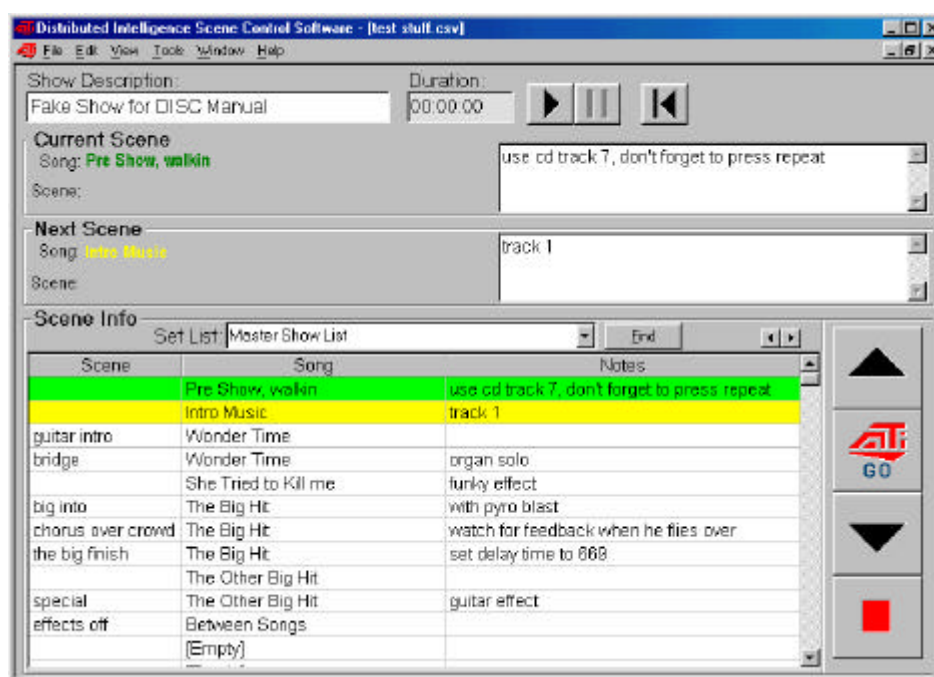 Distributed Intelligence Scene Control Software - [test stuff.csv]
File Edit View Tools Window Help
Show Description:
Duration:
Fake Show for DISC Manual
00:00:00
Current Scene
Song: Pre Show, walkin
use cd track 7, don't forget to press repeat
Scene:
Next Scene
Song: Intro Music
track 1
Scene
Scene Info
Set List: Master Show List
Find
Scene Song Notes
Pre Show, walkin use cd track 7, don't forget to press repeat
Intro Music track 1
guitar intro Wonder Time
bridge Wonder Time organ solo
She Tried to Kill me funky effect
big into The Big Hit with pyro blast
chorus over crowd The Big Hit watch for feedback when he flies over
the big finish The Big Hit set delay time to 669
The Other Big Hit
special The Other Big Hit guitar effect
effects off Between Songs
[Empty]
ATi
GO